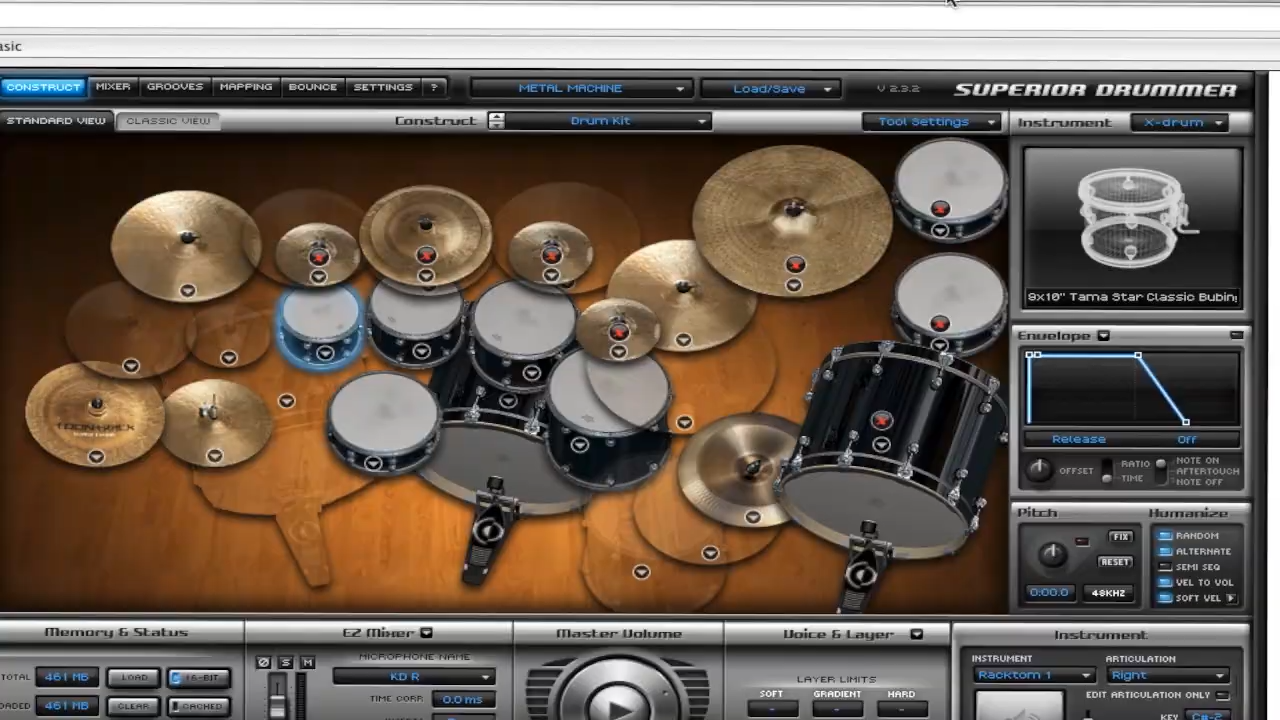 asic
CONSTRUCT MIXER GROOVES MAPPING BOUNCE SETTINGS ? METAL MACHINE Load/Save V 2.3.2 SUPERIOR DRUMMER
STANDARD VIEW CLASSIC VIEW Construct Drum Kit Tool Settings Instrument X-drum
9x10" Tama Star Classic Bubing
Envelope
Release Off
OFFSET RATIO TIME NOTE ON AFTERTOUCH NOTE OFF
Pitch Humanize
FIX RANDOM
ALTERNATE
RESET SEMI SEQ
VEL TO VOL
0:00.0 48KHZ SOFT VEL
TOONTRACK
Memory & Status EZ Mixer Master Volume Voice & Layer Instrument
TOTAL 461 MB LOAD 16-BIT
OADED 461 MB CLEAR CACHED
Ø S M MICROPHONE NAME
KD R
TIME CORR 0.0 ms
LAYER LIMITS
SOFT GRADIENT HARD
INSTRUMENT ARTICULATION
Racktom 1 Right
EDIT ARTICULATION ONLY
KEY C#-2